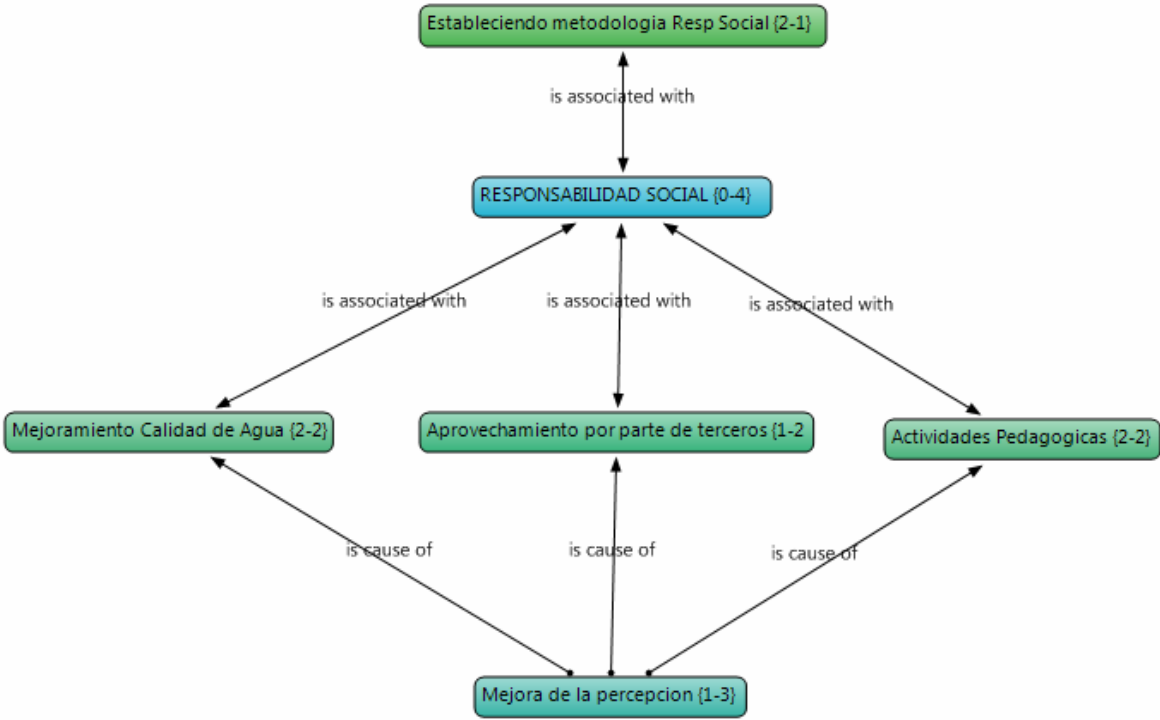 Estableciendo metodologia Resp Social {2-1}
is associated with
RESPONSABILIDAD SOCIAL {0-4}
is associated with
is associated with
is associated with
Mejoramiento Calidad de Agua {2-2}
Aprovechamiento por parte de terceros {1-2
Actividades Pedagogicas {2-2}
is cause of
is cause of
is cause of
Mejora de la percepcion {1-3}